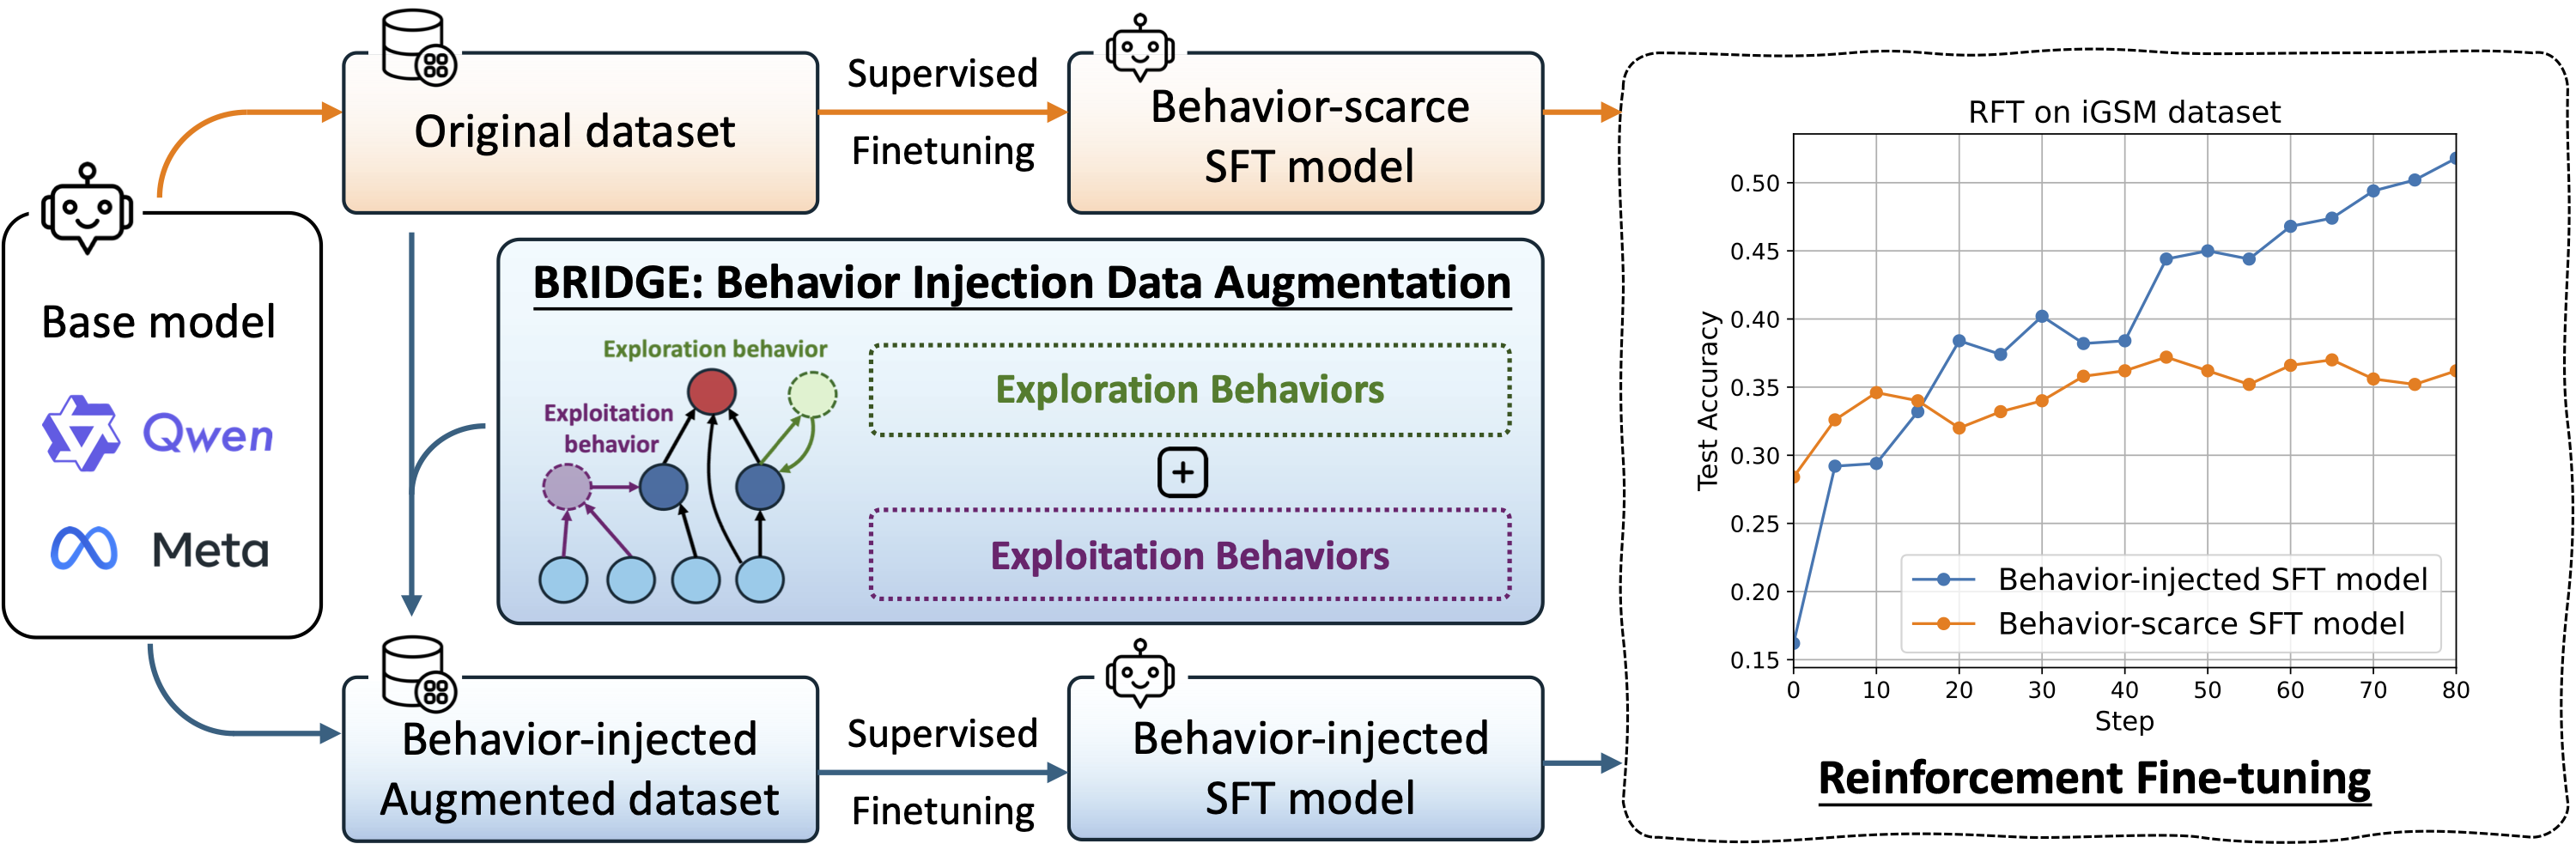 Base model
Qwen
Meta
Original dataset
Supervised
Finetuning
Behavior-scarce
SFT model
BRIDGE: Behavior Injection Data Augmentation
Exploration behavior
Exploitation
behavior
Exploration Behaviors
+
Exploitation Behaviors
Behavior-injected
Augmented dataset
Supervised
Finetuning
Behavior-injected
SFT model
RFT on iGSM dataset
Test Accuracy
0.50
0.45
0.40
0.35
0.30
0.25
0.20
0.15
Behavior-injected SFT model
Behavior-scarce SFT model
0 10 20 30 40 50 60 70 80
Step
Reinforcement Fine-tuning